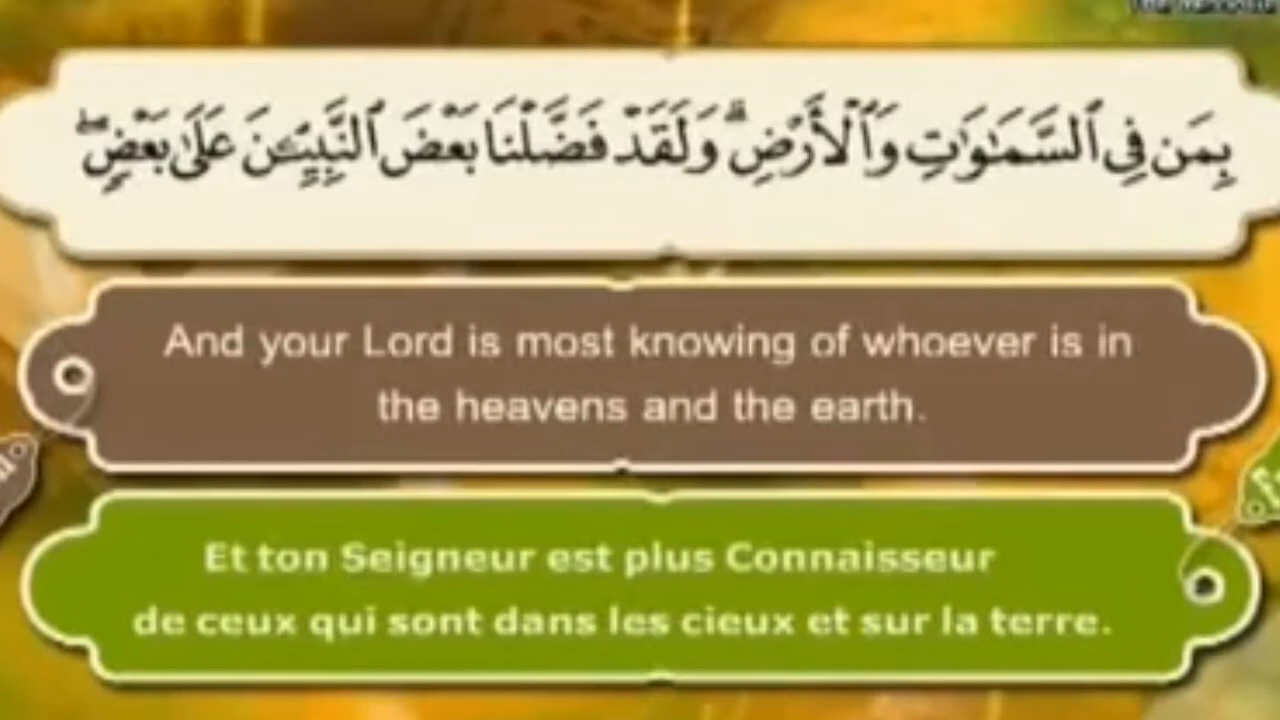 بِمَن فِي ٱلسَّمَـٰوَٰتِ وَٱلْأَرْضِ ۗ وَلَقَدْ فَضَّلْنَا بَعْضَ ٱلنَّبِيِّـۧنَ عَلَىٰ بَعْضٍ ۖ
And your Lord is most knowing of whoever is in
the heavens and the earth.
Et ton Seigneur est plus Connaisseur
de ceux qui sont dans les cieux et sur la terre.